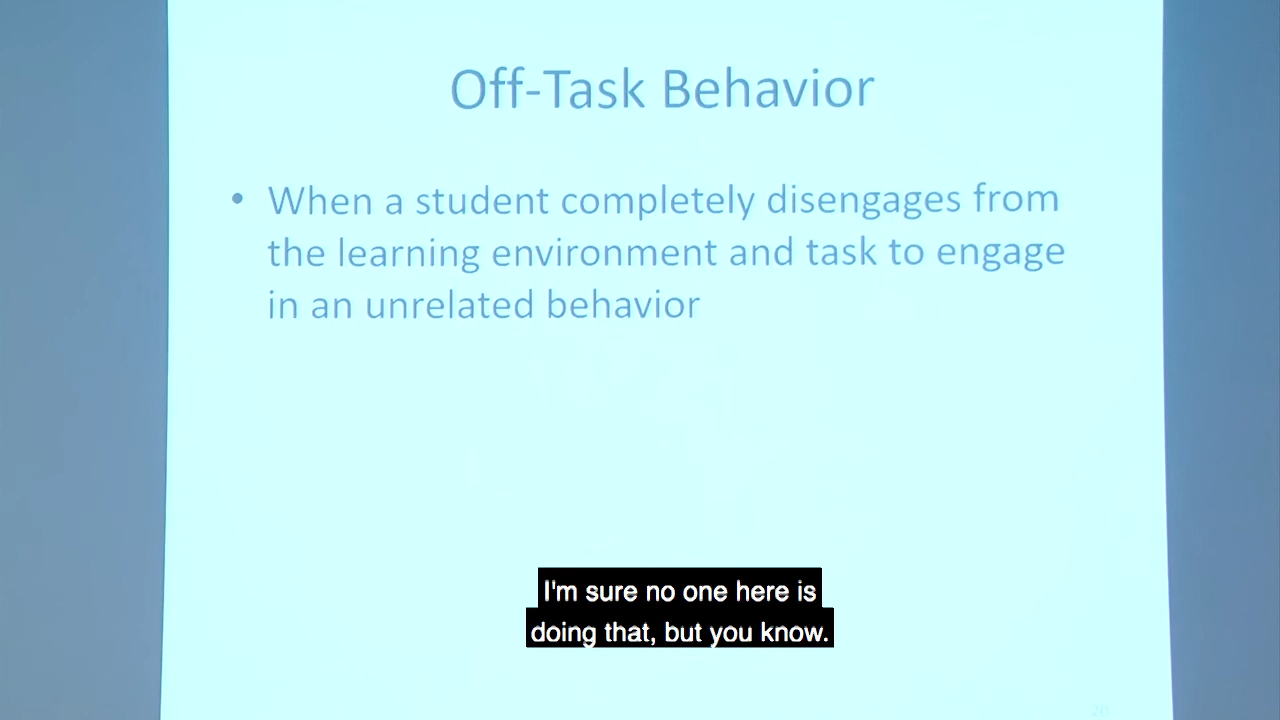 Off-Task Behavior
• When a student completely disengages from
the learning environment and task to engage
in an unrelated behavior
I'm sure no one here is
doing that, but you know.
20